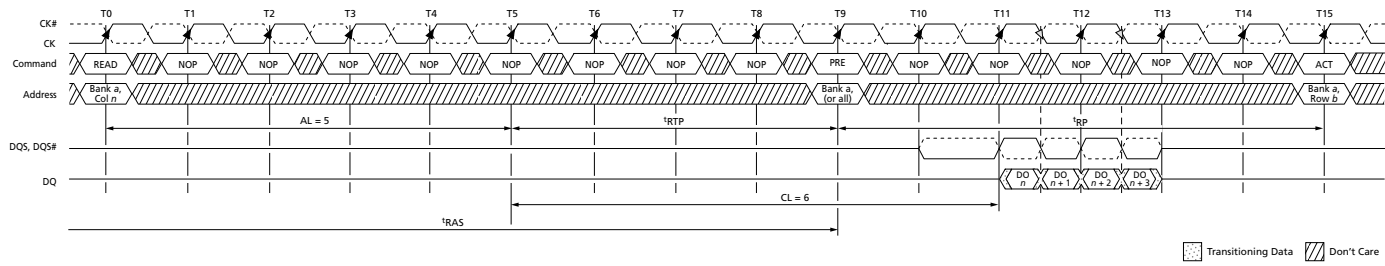 T0 T1 T2 T3 T4 T5 T6 T7 T8 T9 T10 T11 T12 T13 T14 T15
CK#
CK
Command READ NOP NOP NOP NOP NOP NOP NOP NOP PRE NOP NOP NOP NOP NOP ACT
Address Bank a, Col n Bank a, (or all) Bank a, Row b
AL = 5 tRTP tRP
DQS, DQS#
DQ DO n DO n + 1 DO n + 2 DO n + 3
CL = 6
tRAS
Transitioning Data Don't Care